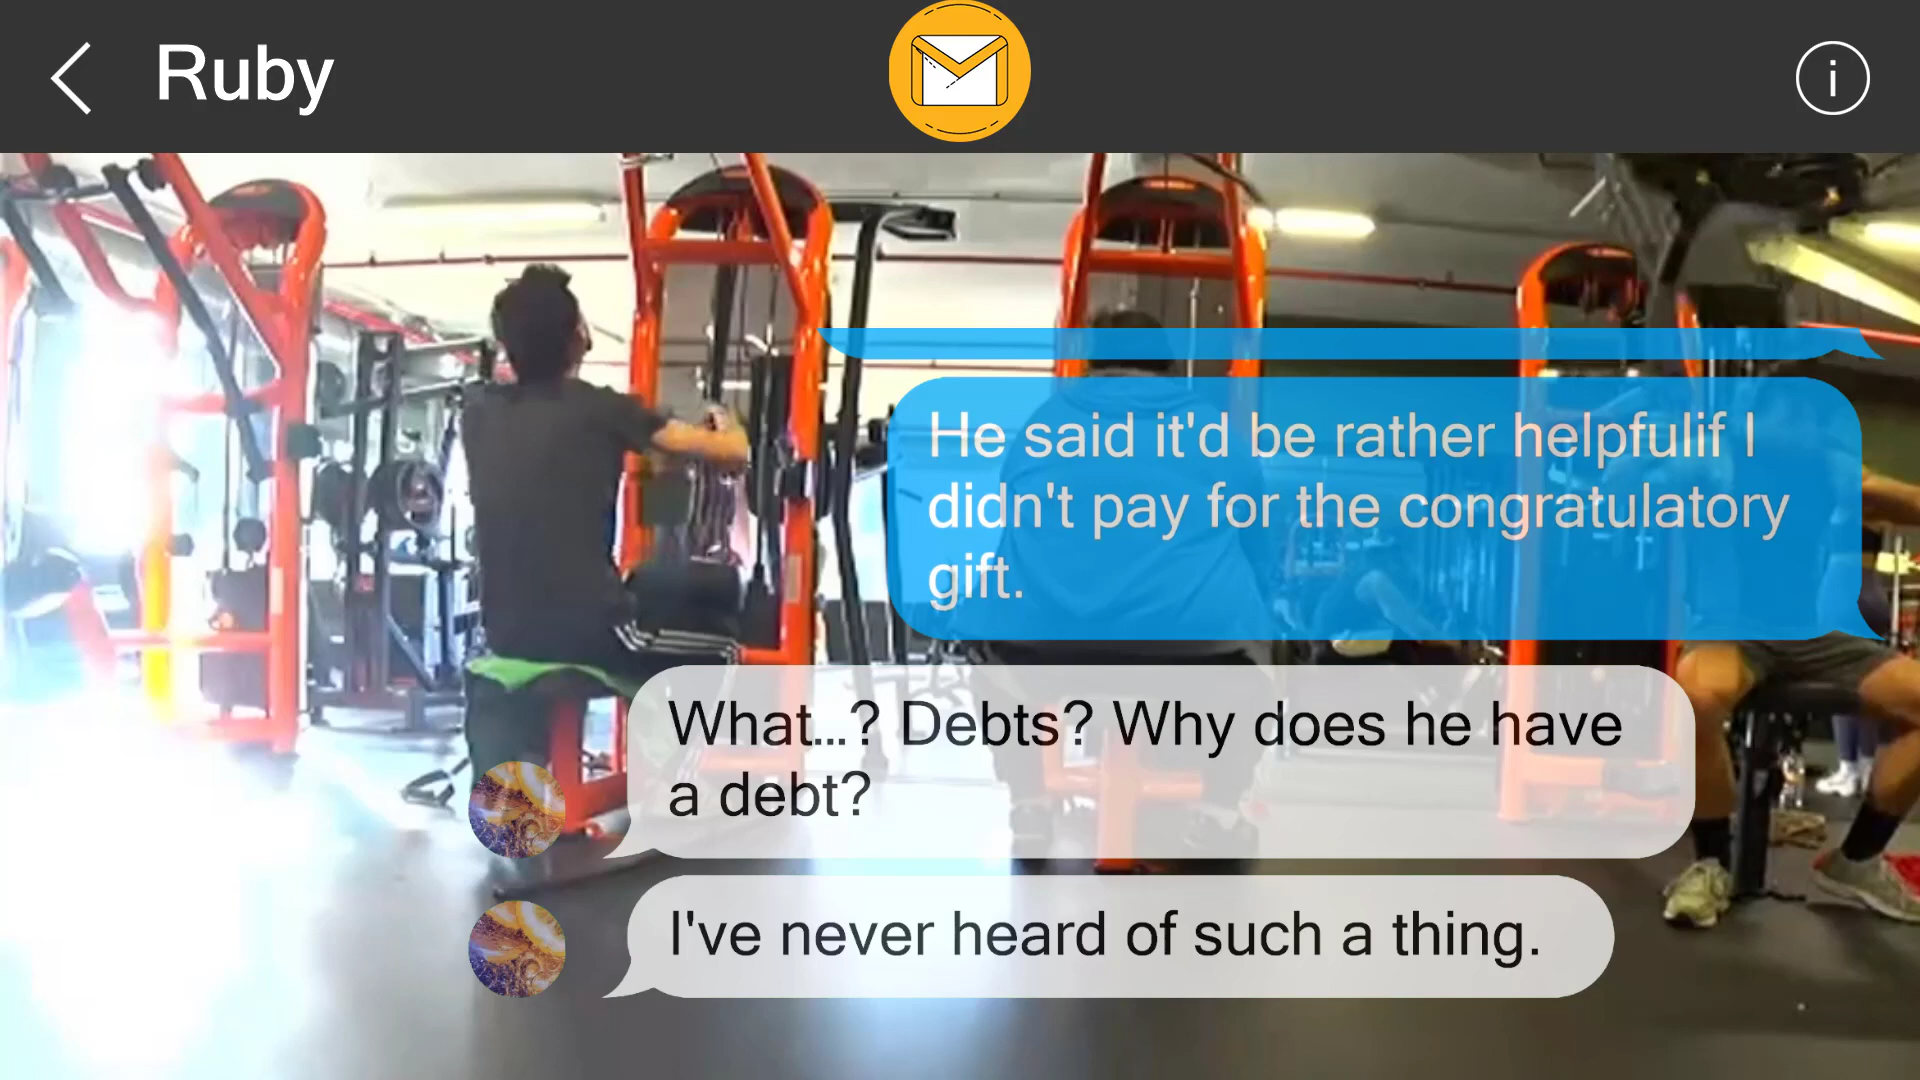 Ruby
i
He said it'd be rather helpfulif I
didn't pay for the congratulatory
gift.
What...? Debts? Why does he have
a debt?
I've never heard of such a thing.